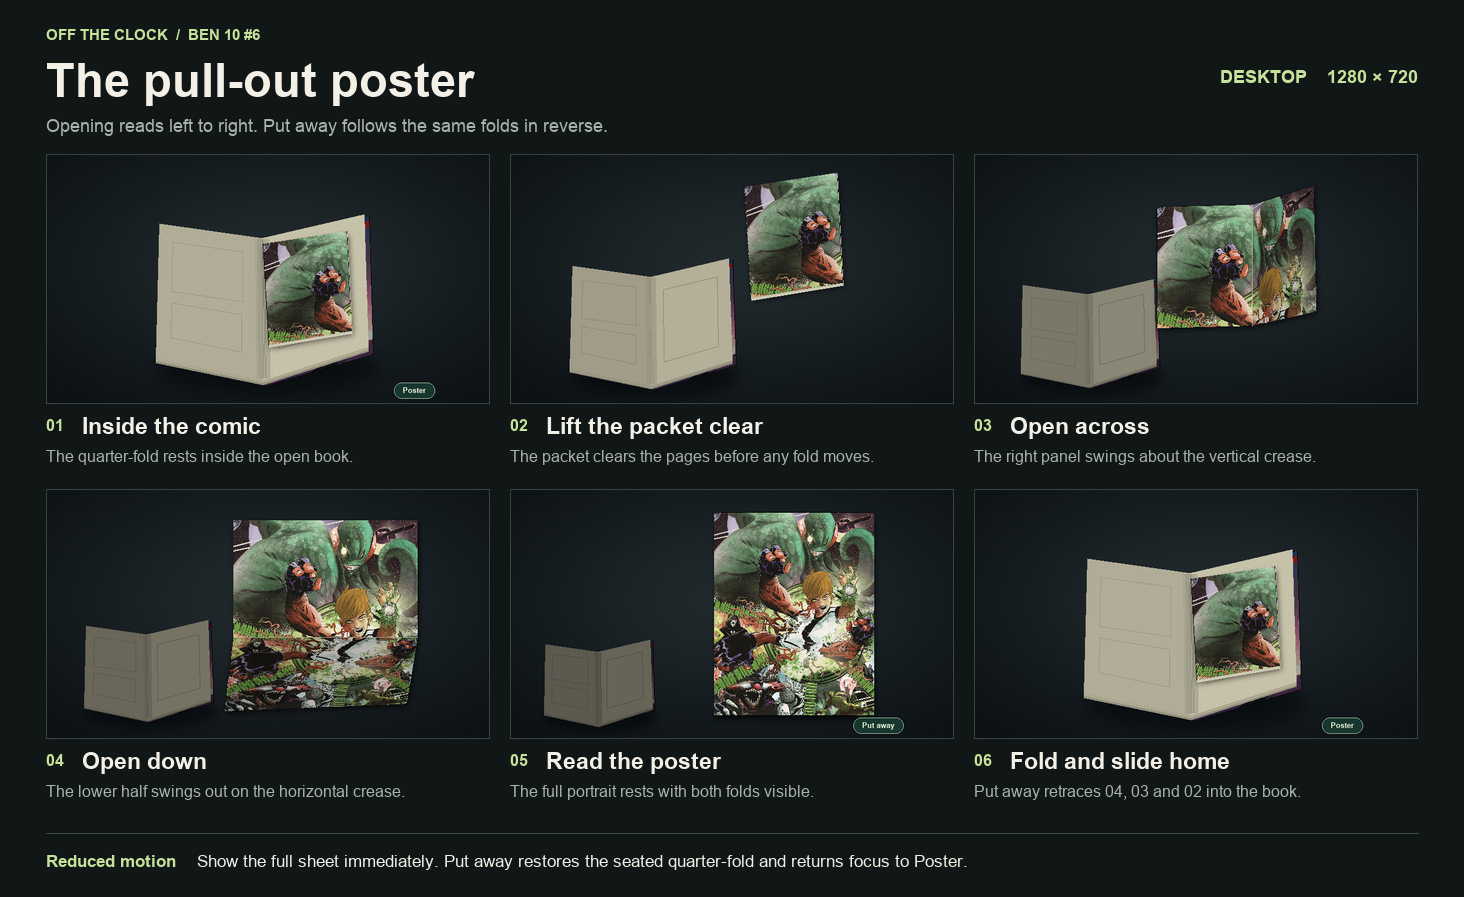 OFF THE CLOCK / BEN 10 #6
The pull-out poster
DESKTOP 1280 × 720
Opening reads left to right. Put away follows the same folds in reverse.
Poster
01 Inside the comic
The quarter-fold rests inside the open book.
02 Lift the packet clear
The packet clears the pages before any fold moves.
03 Open across
The right panel swings about the vertical crease.
04 Open down
The lower half swings out on the horizontal crease.
Put away
05 Read the poster
The full portrait rests with both folds visible.
Poster
06 Fold and slide home
Put away retraces 04, 03 and 02 into the book.
Reduced motion Show the full sheet immediately. Put away restores the seated quarter-fold and returns focus to Poster.